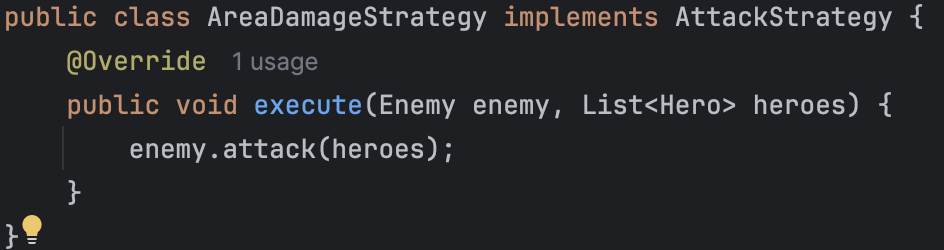 public class AreaDamageStrategy implements AttackStrategy {
    @Override  1 usage
    public void execute(Enemy enemy, List<Hero> heroes) {
        enemy.attack(heroes);
    }
}